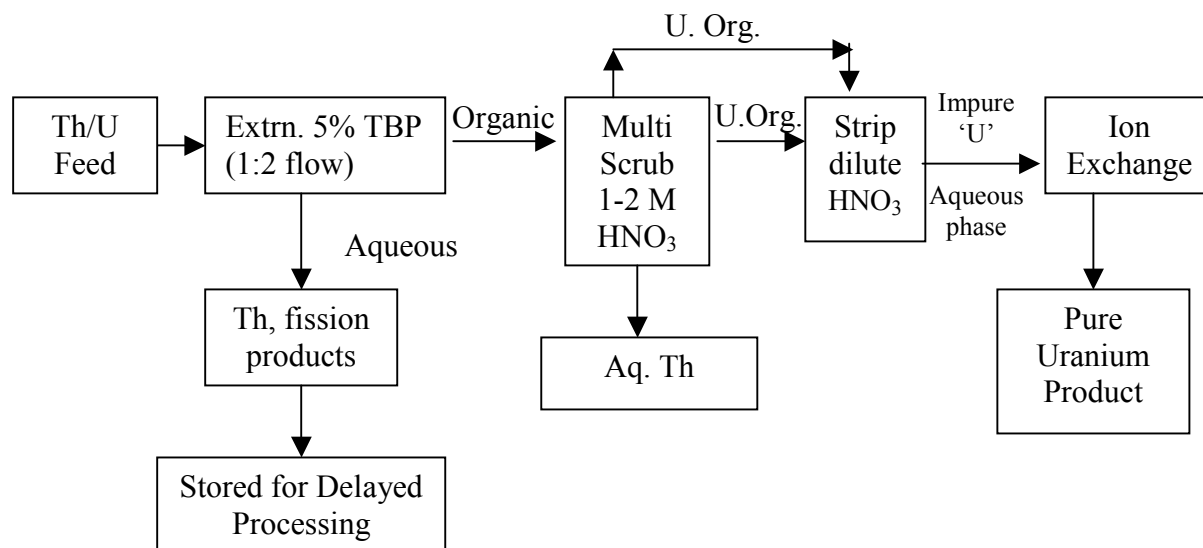 U. Org.
Th/U
Feed
Extrn. 5% TBP
(1:2 flow)
Organic
Multi
Scrub
1-2 M
HNO₃
U.Org.
Strip
dilute
HNO₃
Impure
‘U’
Aqueous
phase
Ion
Exchange
Aqueous
Th, fission
products
Aq. Th
Pure
Uranium
Product
Stored for Delayed
Processing